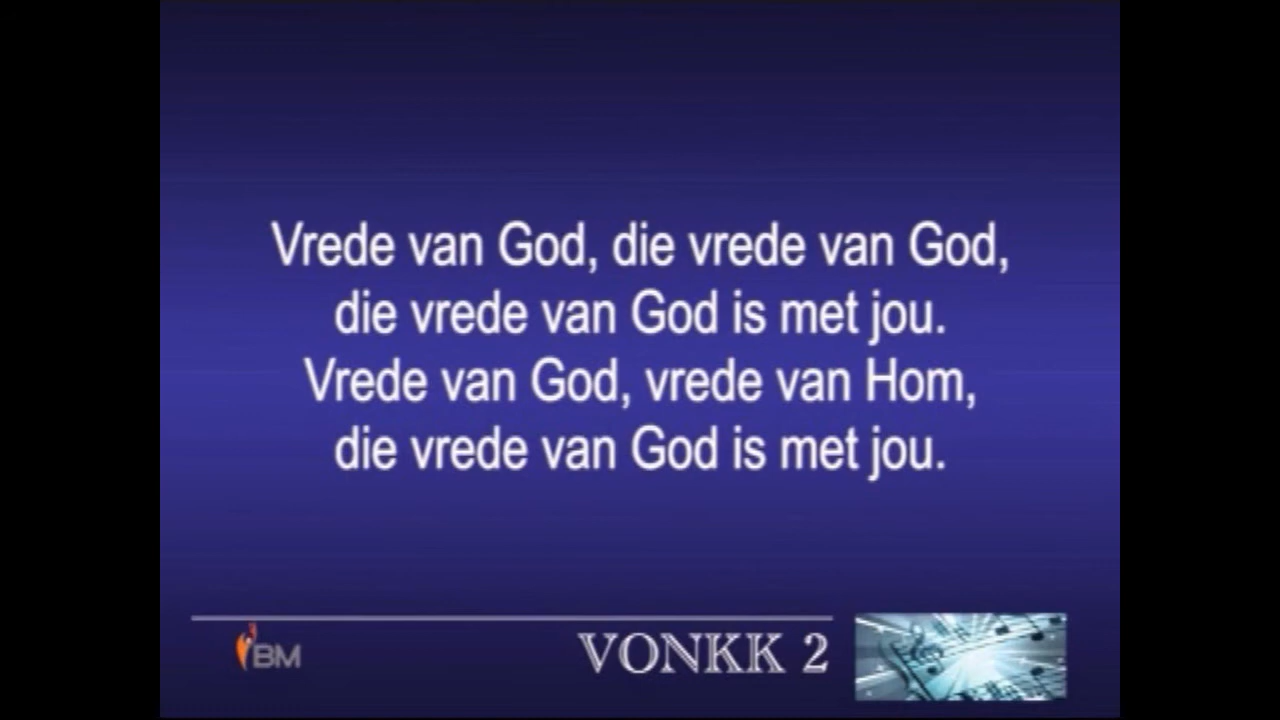 Vrede van God, die vrede van God,
die vrede van God is met jou.
Vrede van God, vrede van Hom,
die vrede van God is met jou.
BM
VONKK 2